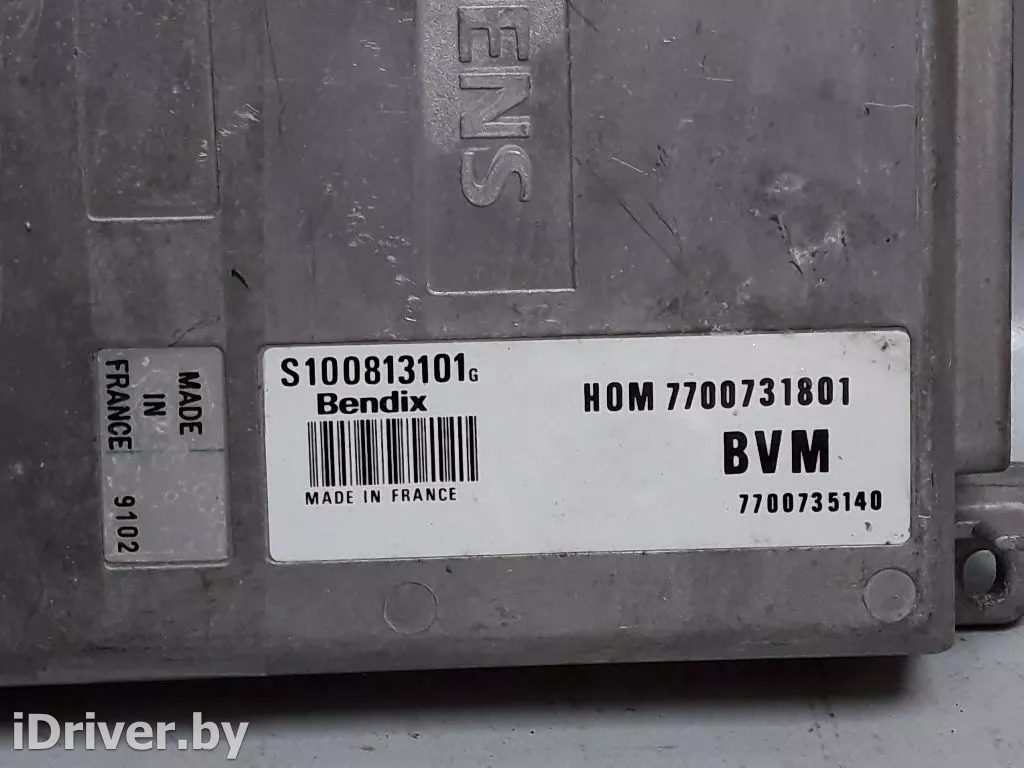 ENS
S100813101G
Bendix
MADE IN FRANCE
HOM 7700731801
BVM
7700735140
MADE
IN
FRANCE 9102
iDriver.by